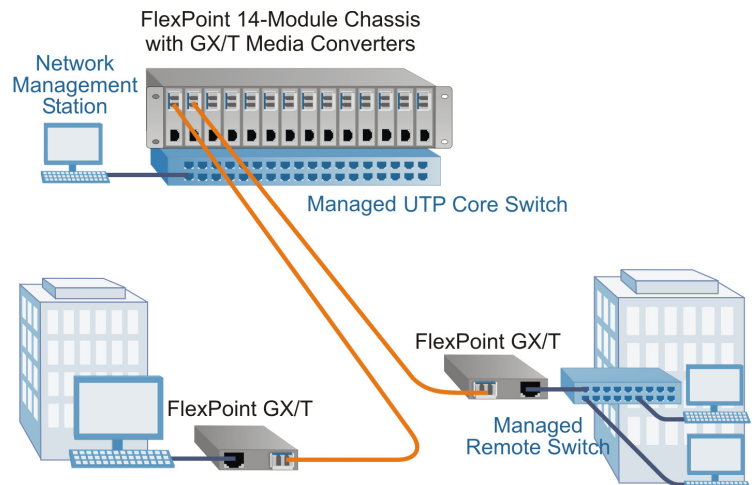 FlexPoint 14-Module Chassis
with GX/T Media Converters
Network
Management
Station
Managed UTP Core Switch
FlexPoint GX/T
FlexPoint GX/T
Managed
Remote Switch